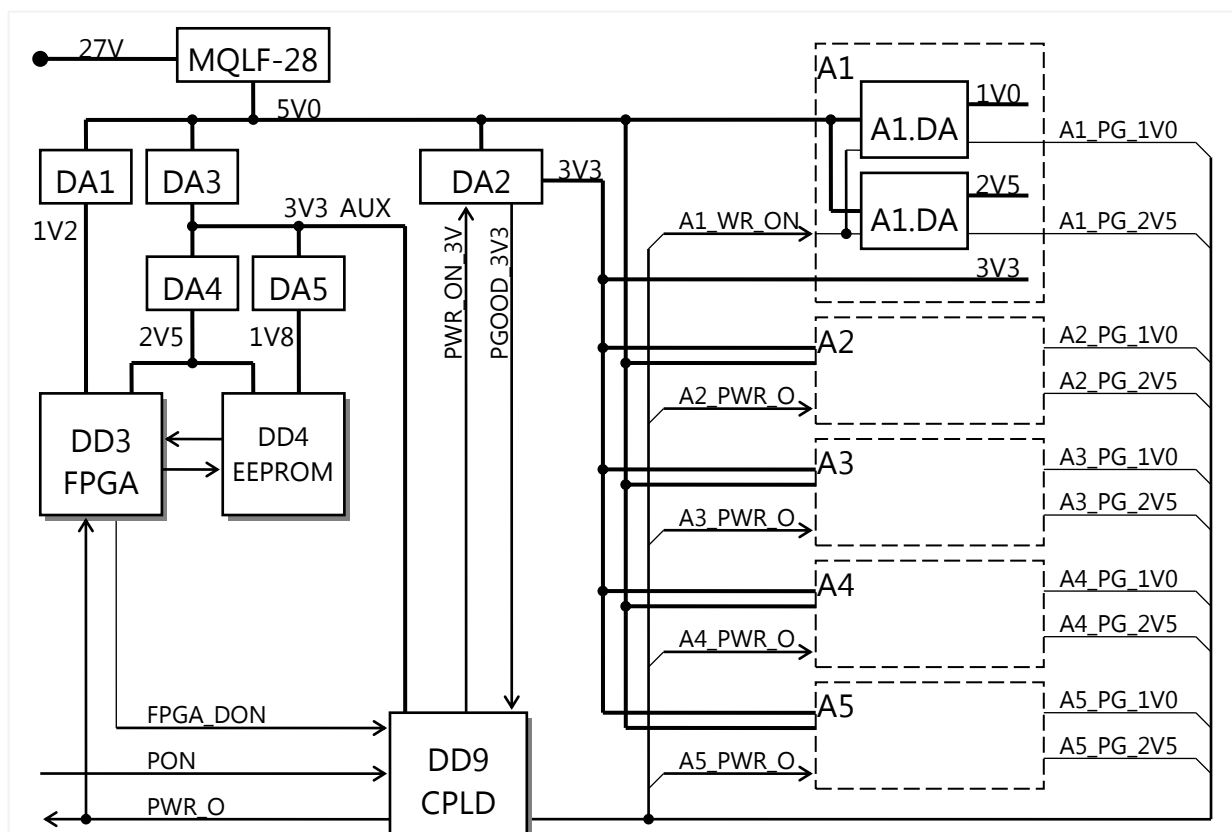 27V
MQLF-28
5V0
A1
1V0
A1.DA
A1_PG_1V0
DA1
DA3
DA2
3V3
2V5
A1.DA
A1_WR_ON
A1_PG_2V5
1V2
3V3_AUX
PWR_ON_3V
PGOOD_3V3
3V3
DA4
DA5
2V5
1V8
A2
A2_PG_1V0
A2_PWR_O
A2_PG_2V5
DD3
FPGA
DD4
EEPROM
A3
A3_PG_1V0
A3_PWR_O
A3_PG_2V5
A4
A4_PG_1V0
A4_PWR_O
A4_PG_2V5
A5
A5_PG_1V0
A5_PWR_O
A5_PG_2V5
FPGA_DON
PON
PWR_O
DD9
CPLD